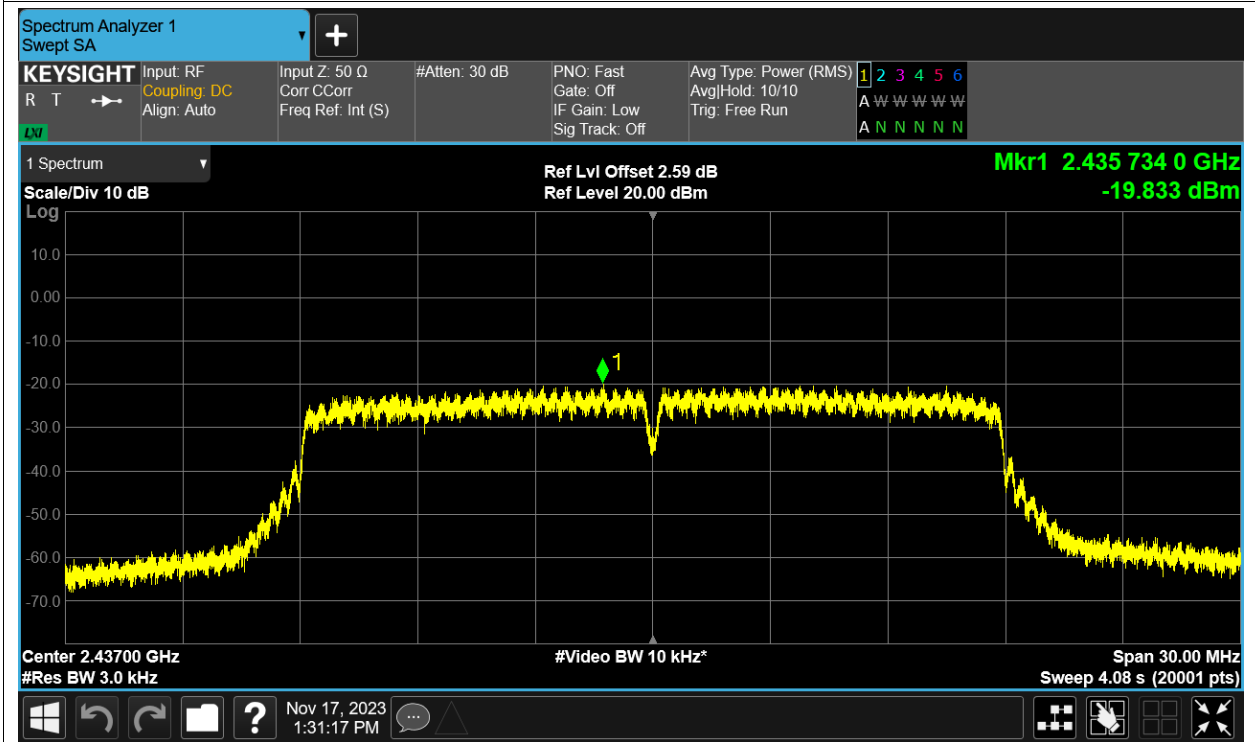 Spectrum Analyzer 1
Swept SA
KEYSIGHT
R T
LXI
Input: RF
Coupling: DC
Align: Auto
Input Z: 50 Ω
Corr CCorr
Freq Ref: Int (S)
#Atten: 30 dB
PNO: Fast
Gate: Off
IF Gain: Low
Sig Track: Off
Avg Type: Power (RMS)
Avg|Hold: 10/10
Trig: Free Run
1 2 3 4 5 6
A W W W W W
A N N N N N
1 Spectrum
Scale/Div 10 dB
Log
Ref Lvl Offset 2.59 dB
Ref Level 20.00 dBm
Mkr1 2.435 734 0 GHz
-19.833 dBm
10.0
0.00
-10.0
-20.0
-30.0
-40.0
-50.0
-60.0
-70.0
1
Center 2.43700 GHz
#Res BW 3.0 kHz
#Video BW 10 kHz*
Span 30.00 MHz
Sweep 4.08 s (20001 pts)
?
Nov 17, 2023
1:31:17 PM